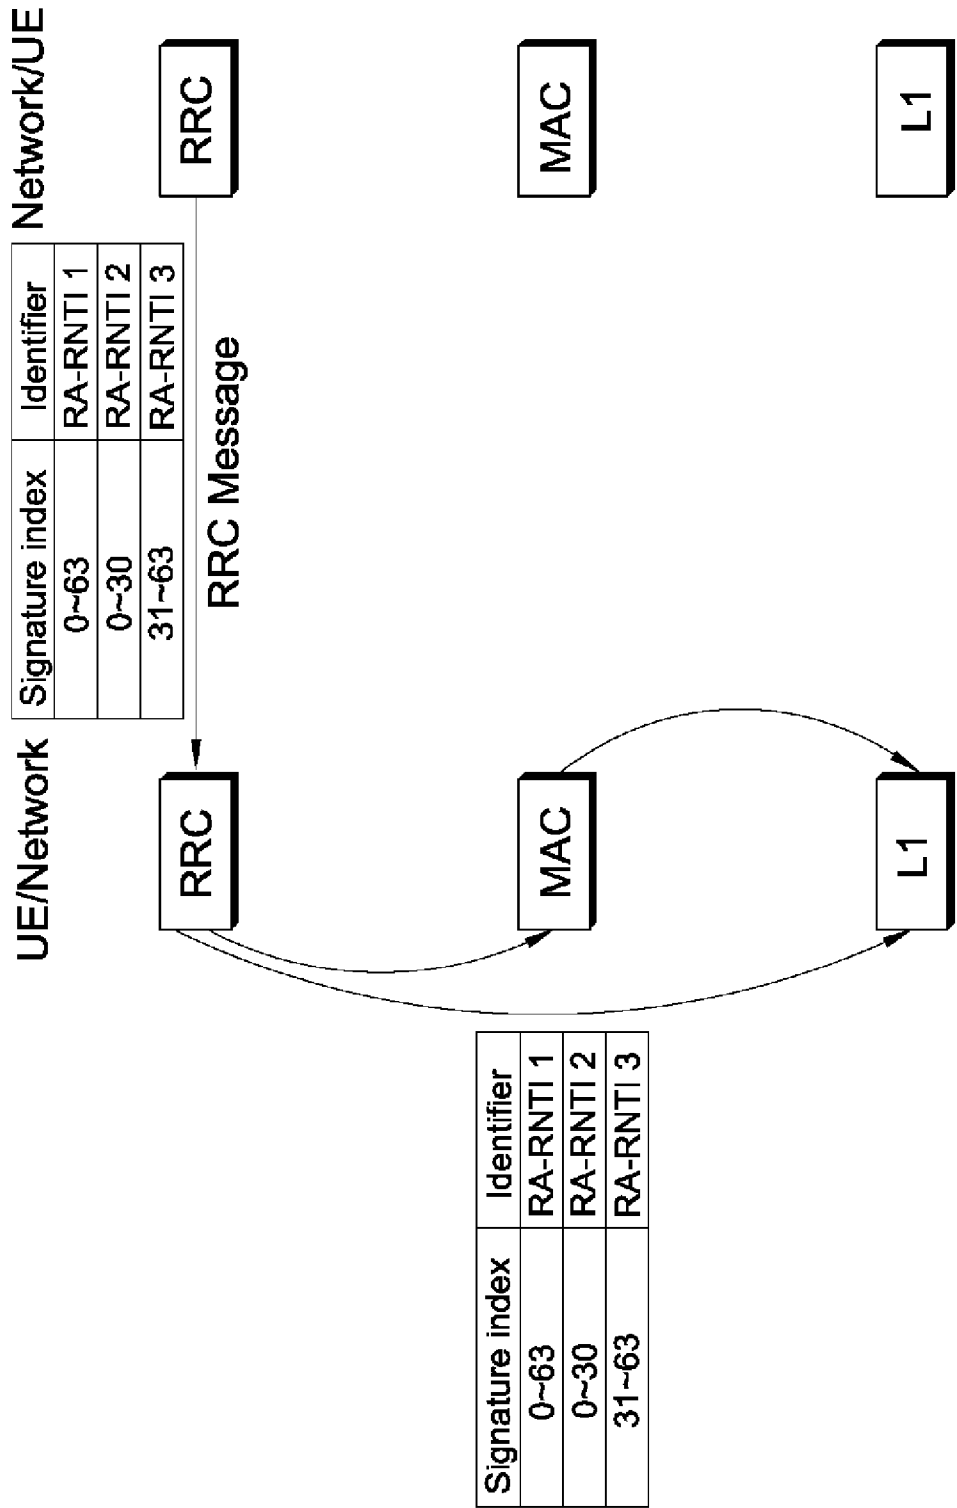 UE/Network
Network/UE
Signature index Identifier
0~63 RA-RNTI 1
0~30 RA-RNTI 2
31~63 RA-RNTI 3
RRC
RRC
RRC Message
Signature index Identifier
0~63 RA-RNTI 1
0~30 RA-RNTI 2
31~63 RA-RNTI 3
MAC
MAC
L1
L1